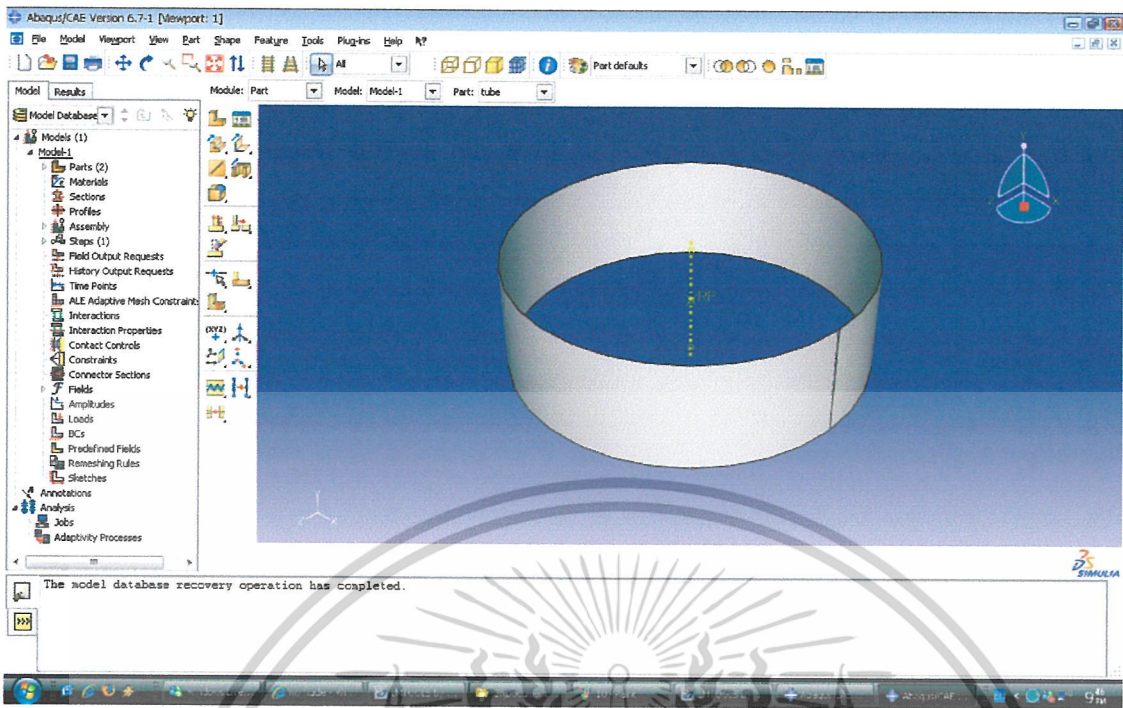 Abaqus/CAE Version 6.7-1 [Viewport: 1]
File Model Viewport View Part Shape Feature Tools Plug-ins Help
All
Part defaults
Model Results
Module: Part Model: Model-1 Part: tube
Model Database
Models (1)
Model-1
Parts (2)
Materials
Sections
Profiles
Assembly
Steps (1)
Field Output Requests
History Output Requests
Time Points
ALE Adaptive Mesh Constraint
Interactions
Interaction Properties
Contact Controls
Constraints
Connector Sections
Fields
Amplitudes
Loads
BCs
Predefined Fields
Remeshing Rules
Sketches
Annotations
Analysis
Jobs
Adaptivity Processes
(XYZ)
RP
Y
X
Y
Z
X
SIMULIA
The model database recovery operation has completed.
>>>